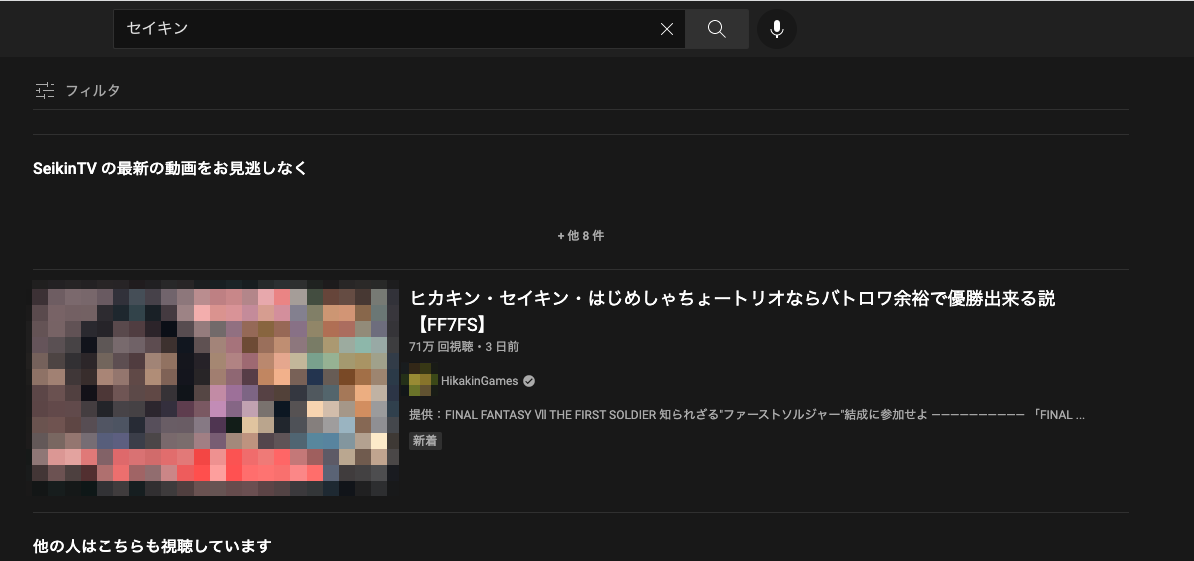 セイキン
フィルタ
SeikinTV の最新の動画をお見逃しなく
+ 他 8 件
ヒカキン・セイキン・はじめしゃちょートリオならバトロワ余裕で優勝出来る説
【FF7FS】
71万 回視聴・3 日前
HikakinGames
提供：FINAL FANTASY Ⅶ THE FIRST SOLDIER 知られざる"ファーストソルジャー"結成に参加せよ ーーーーーーーーーー 「FINAL ...
新着
他の人はこちらも視聴しています